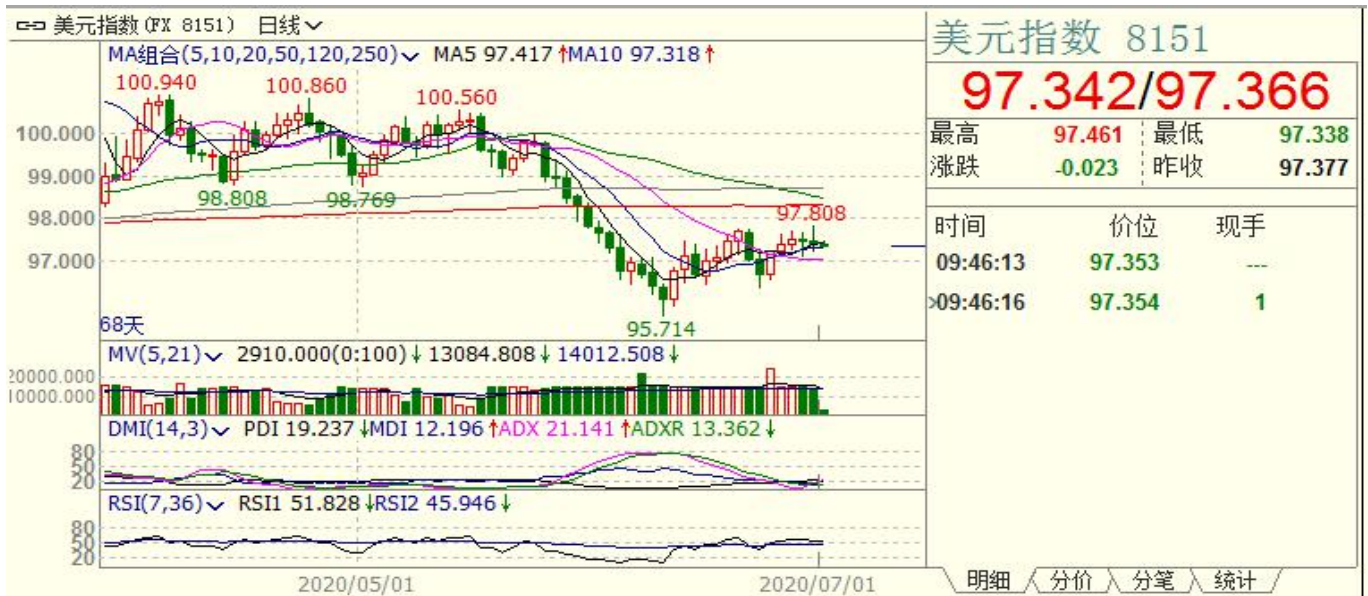 美元指数(FX 8151) 日线
MA组合(5,10,20,50,120,250) MA5 97.417↑MA10 97.318↑
100.940
100.860
100.560
100.000
99.000
98.808
98.769
98.000
97.808
97.000
95.714
68天
MV(5,21) 2910.000(0:100)↓ 13084.808↓ 14012.508↓
20000.000
10000.000
DMI(14,3) PDI 19.237↓MDI 12.196↑ADX 21.141↑ADXR 13.362↓
80
50
20
RSI(7,36) RSI1 51.828↓RSI2 45.946↓
80
50
20
2020/05/01 2020/07/01
美元指数 8151
97.342/97.366
最高 97.461 最低 97.338
涨跌 -0.023 昨收 97.377
时间 价位 现手
09:46:13 97.353 ---
>09:46:16 97.354 1
明细 分价 分笔 统计